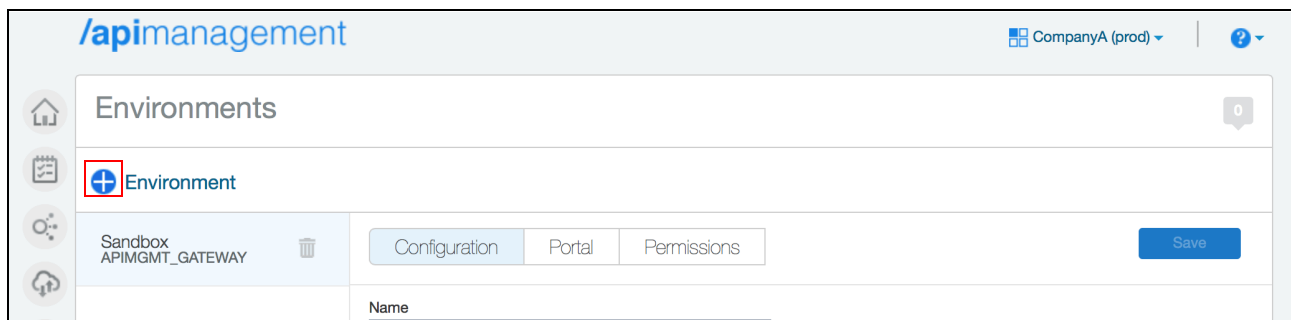 /apimanagement
CompanyA (prod)
?
Environments
0
Environment
Sandbox
APIMGMT_GATEWAY
Configuration Portal Permissions
Save
Name